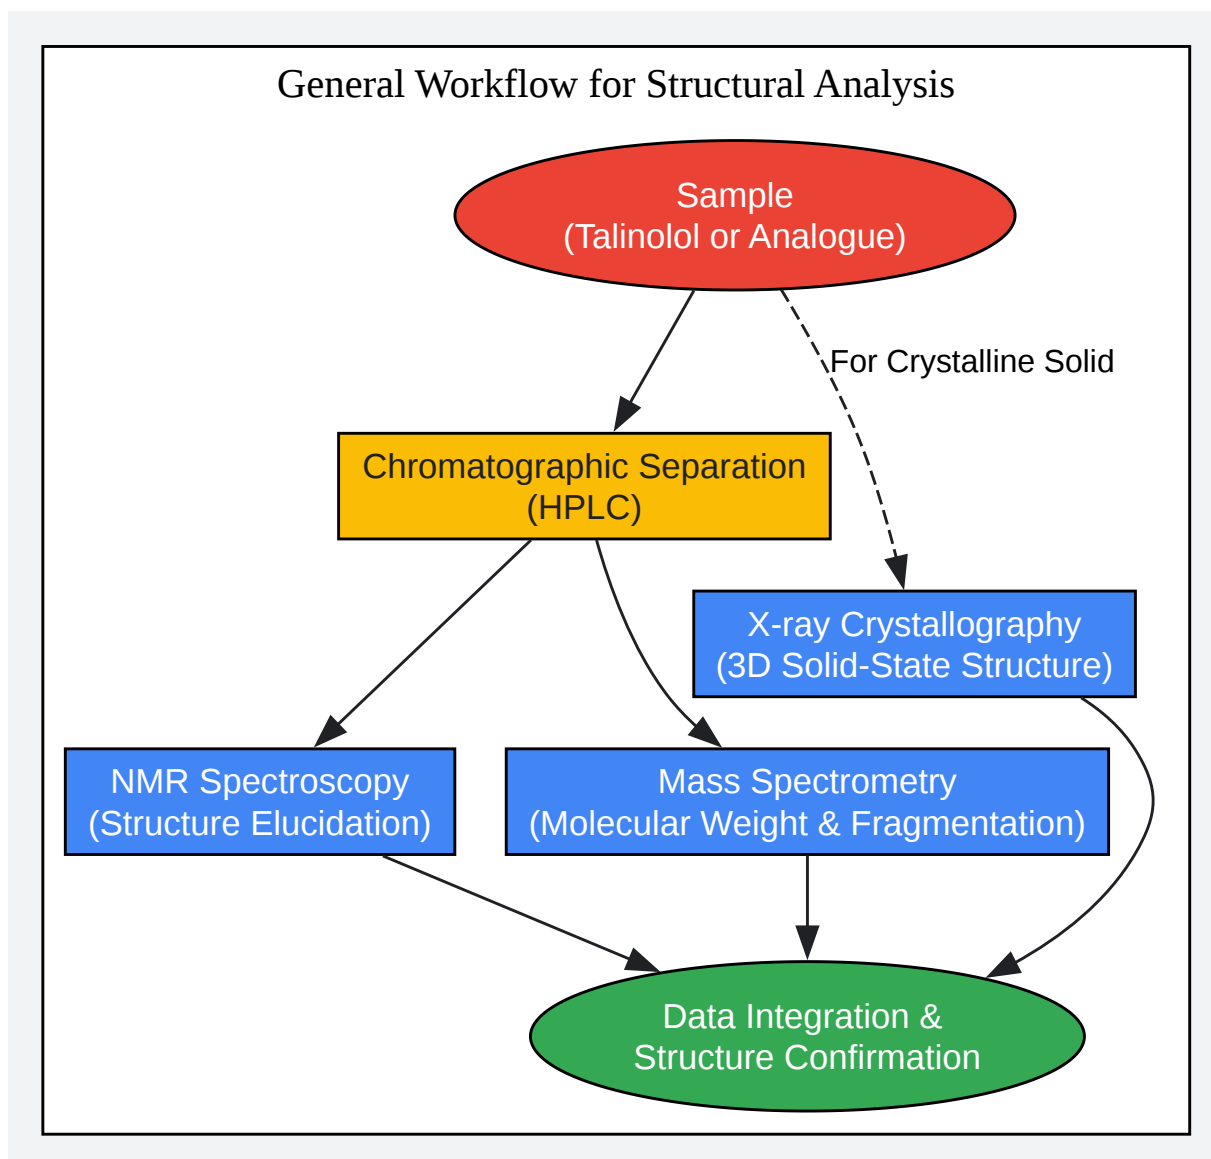 General Workflow for Structural Analysis
Sample
(Talinolol or Analogue)
For Crystalline Solid
Chromatographic Separation
(HPLC)
X-ray Crystallography
(3D Solid-State Structure)
NMR Spectroscopy
(Structure Elucidation)
Mass Spectrometry
(Molecular Weight & Fragmentation)
Data Integration &
Structure Confirmation